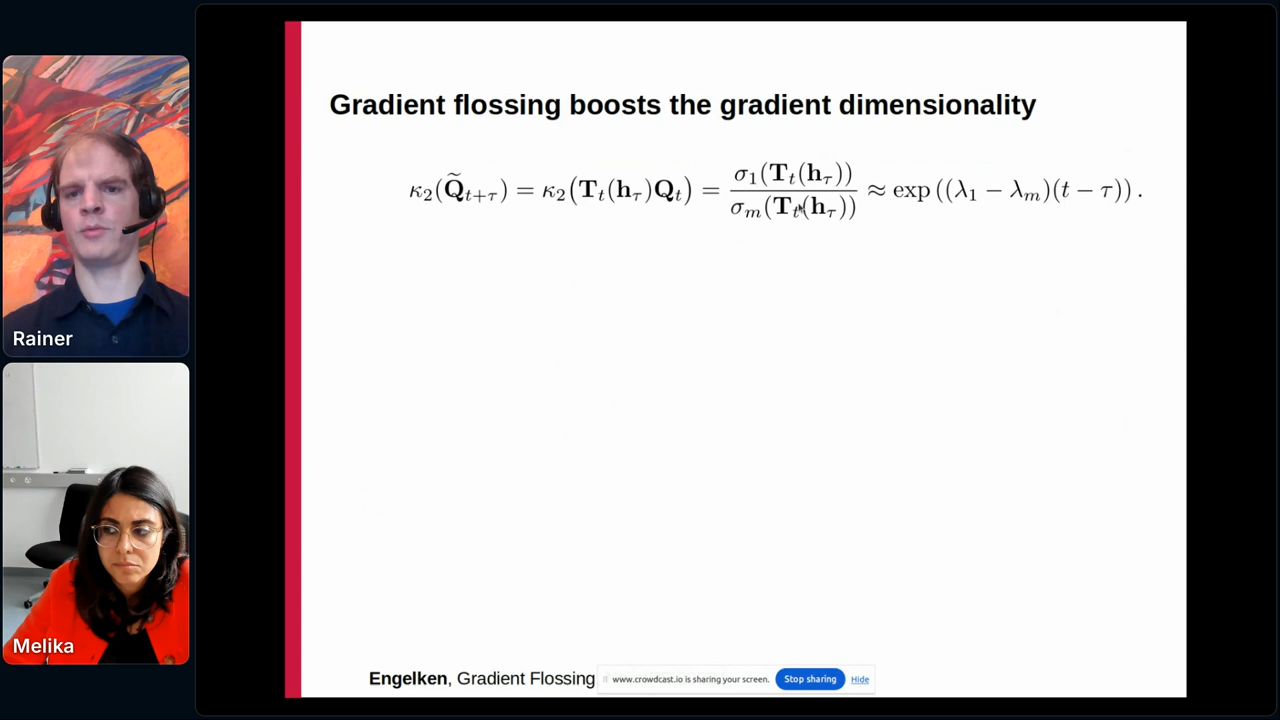 Gradient flossing boosts the gradient dimensionality
κ₂(Q̃ₜ₊τ) = κ₂(Tₜ(hτ)Qₜ) = σ₁(Tₜ(hτ)) / σₘ(Tₜ(hτ)) ≈ exp ((λ₁ − λₘ)(t − τ)) .
Rainer
Melika
Engelken, Gradient Flossing
www.crowdcast.io is sharing your screen. Stop sharing Hide